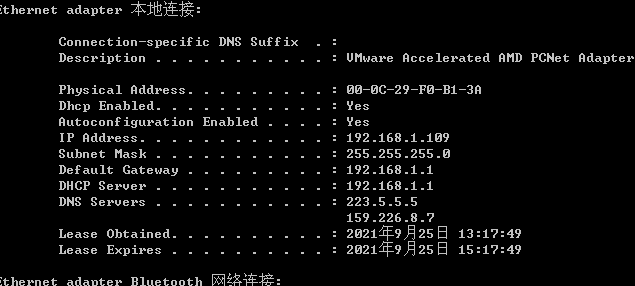 Ethernet adapter 本地连接:
Connection-specific DNS Suffix . :
Description . . . . . . . . . . . : VMware Accelerated AMD PCNet Adapter
Physical Address. . . . . . . . . : 00-0C-29-F0-B1-3A
Dhcp Enabled. . . . . . . . . . . : Yes
Autoconfiguration Enabled . . . . : Yes
IP Address. . . . . . . . . . . . : 192.168.1.109
Subnet Mask . . . . . . . . . . . : 255.255.255.0
Default Gateway . . . . . . . . . : 192.168.1.1
DHCP Server . . . . . . . . . . . : 192.168.1.1
DNS Servers . . . . . . . . . . . : 223.5.5.5
159.226.8.7
Lease Obtained. . . . . . . . . . : 2021年9月25日 13:17:49
Lease Expires . . . . . . . . . . : 2021年9月25日 15:17:49
Ethernet adapter Bluetooth 网络连接: